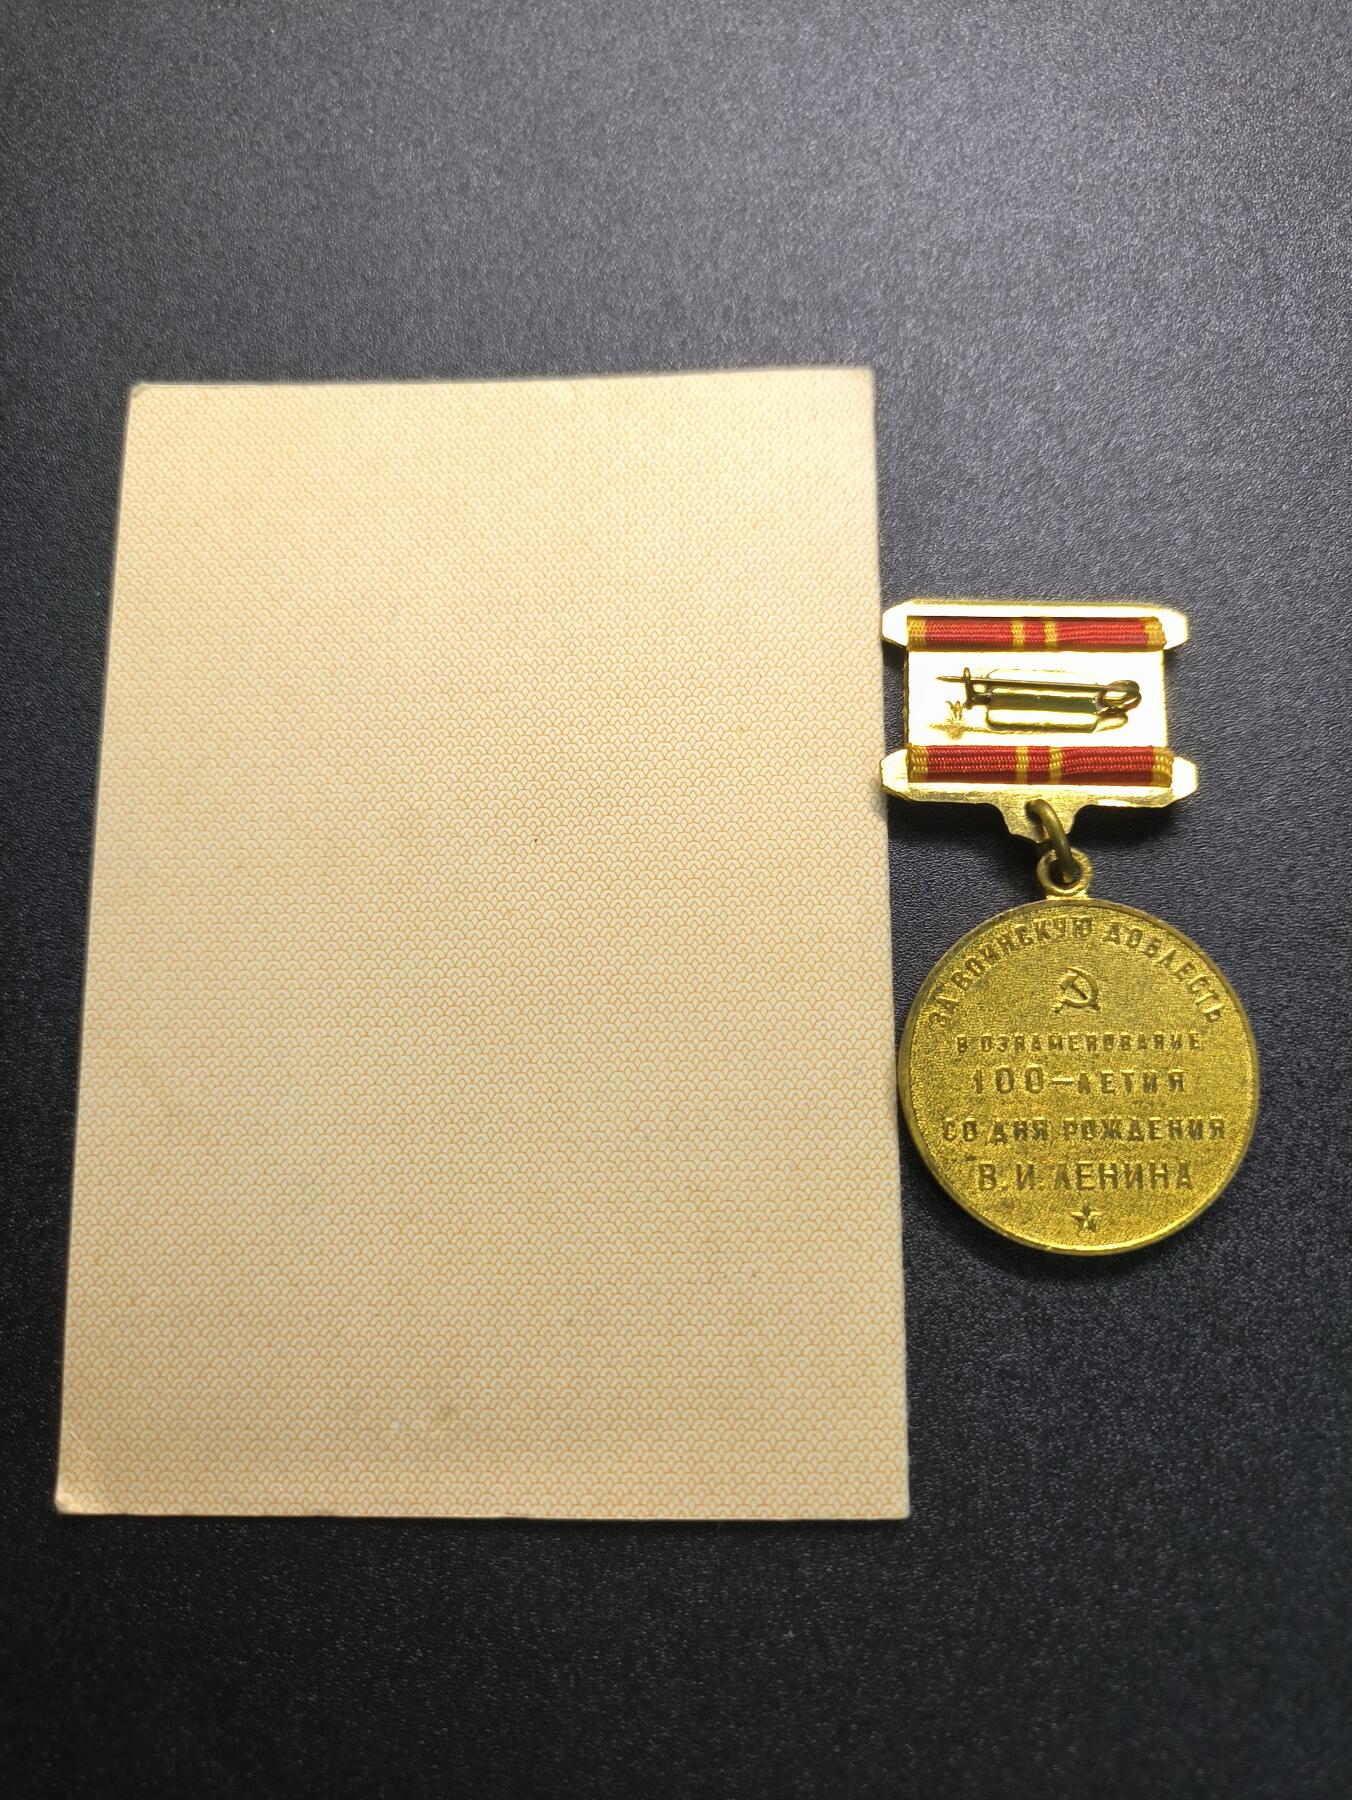 ЗА ВОИНСКУЮ ДОБЛЕСТЬ
В ОЗНАМЕНОВАНИЕ
100–ЛЕТИЯ
СО ДНЯ РОЖДЕНИЯ
В. И. ЛЕНИНА